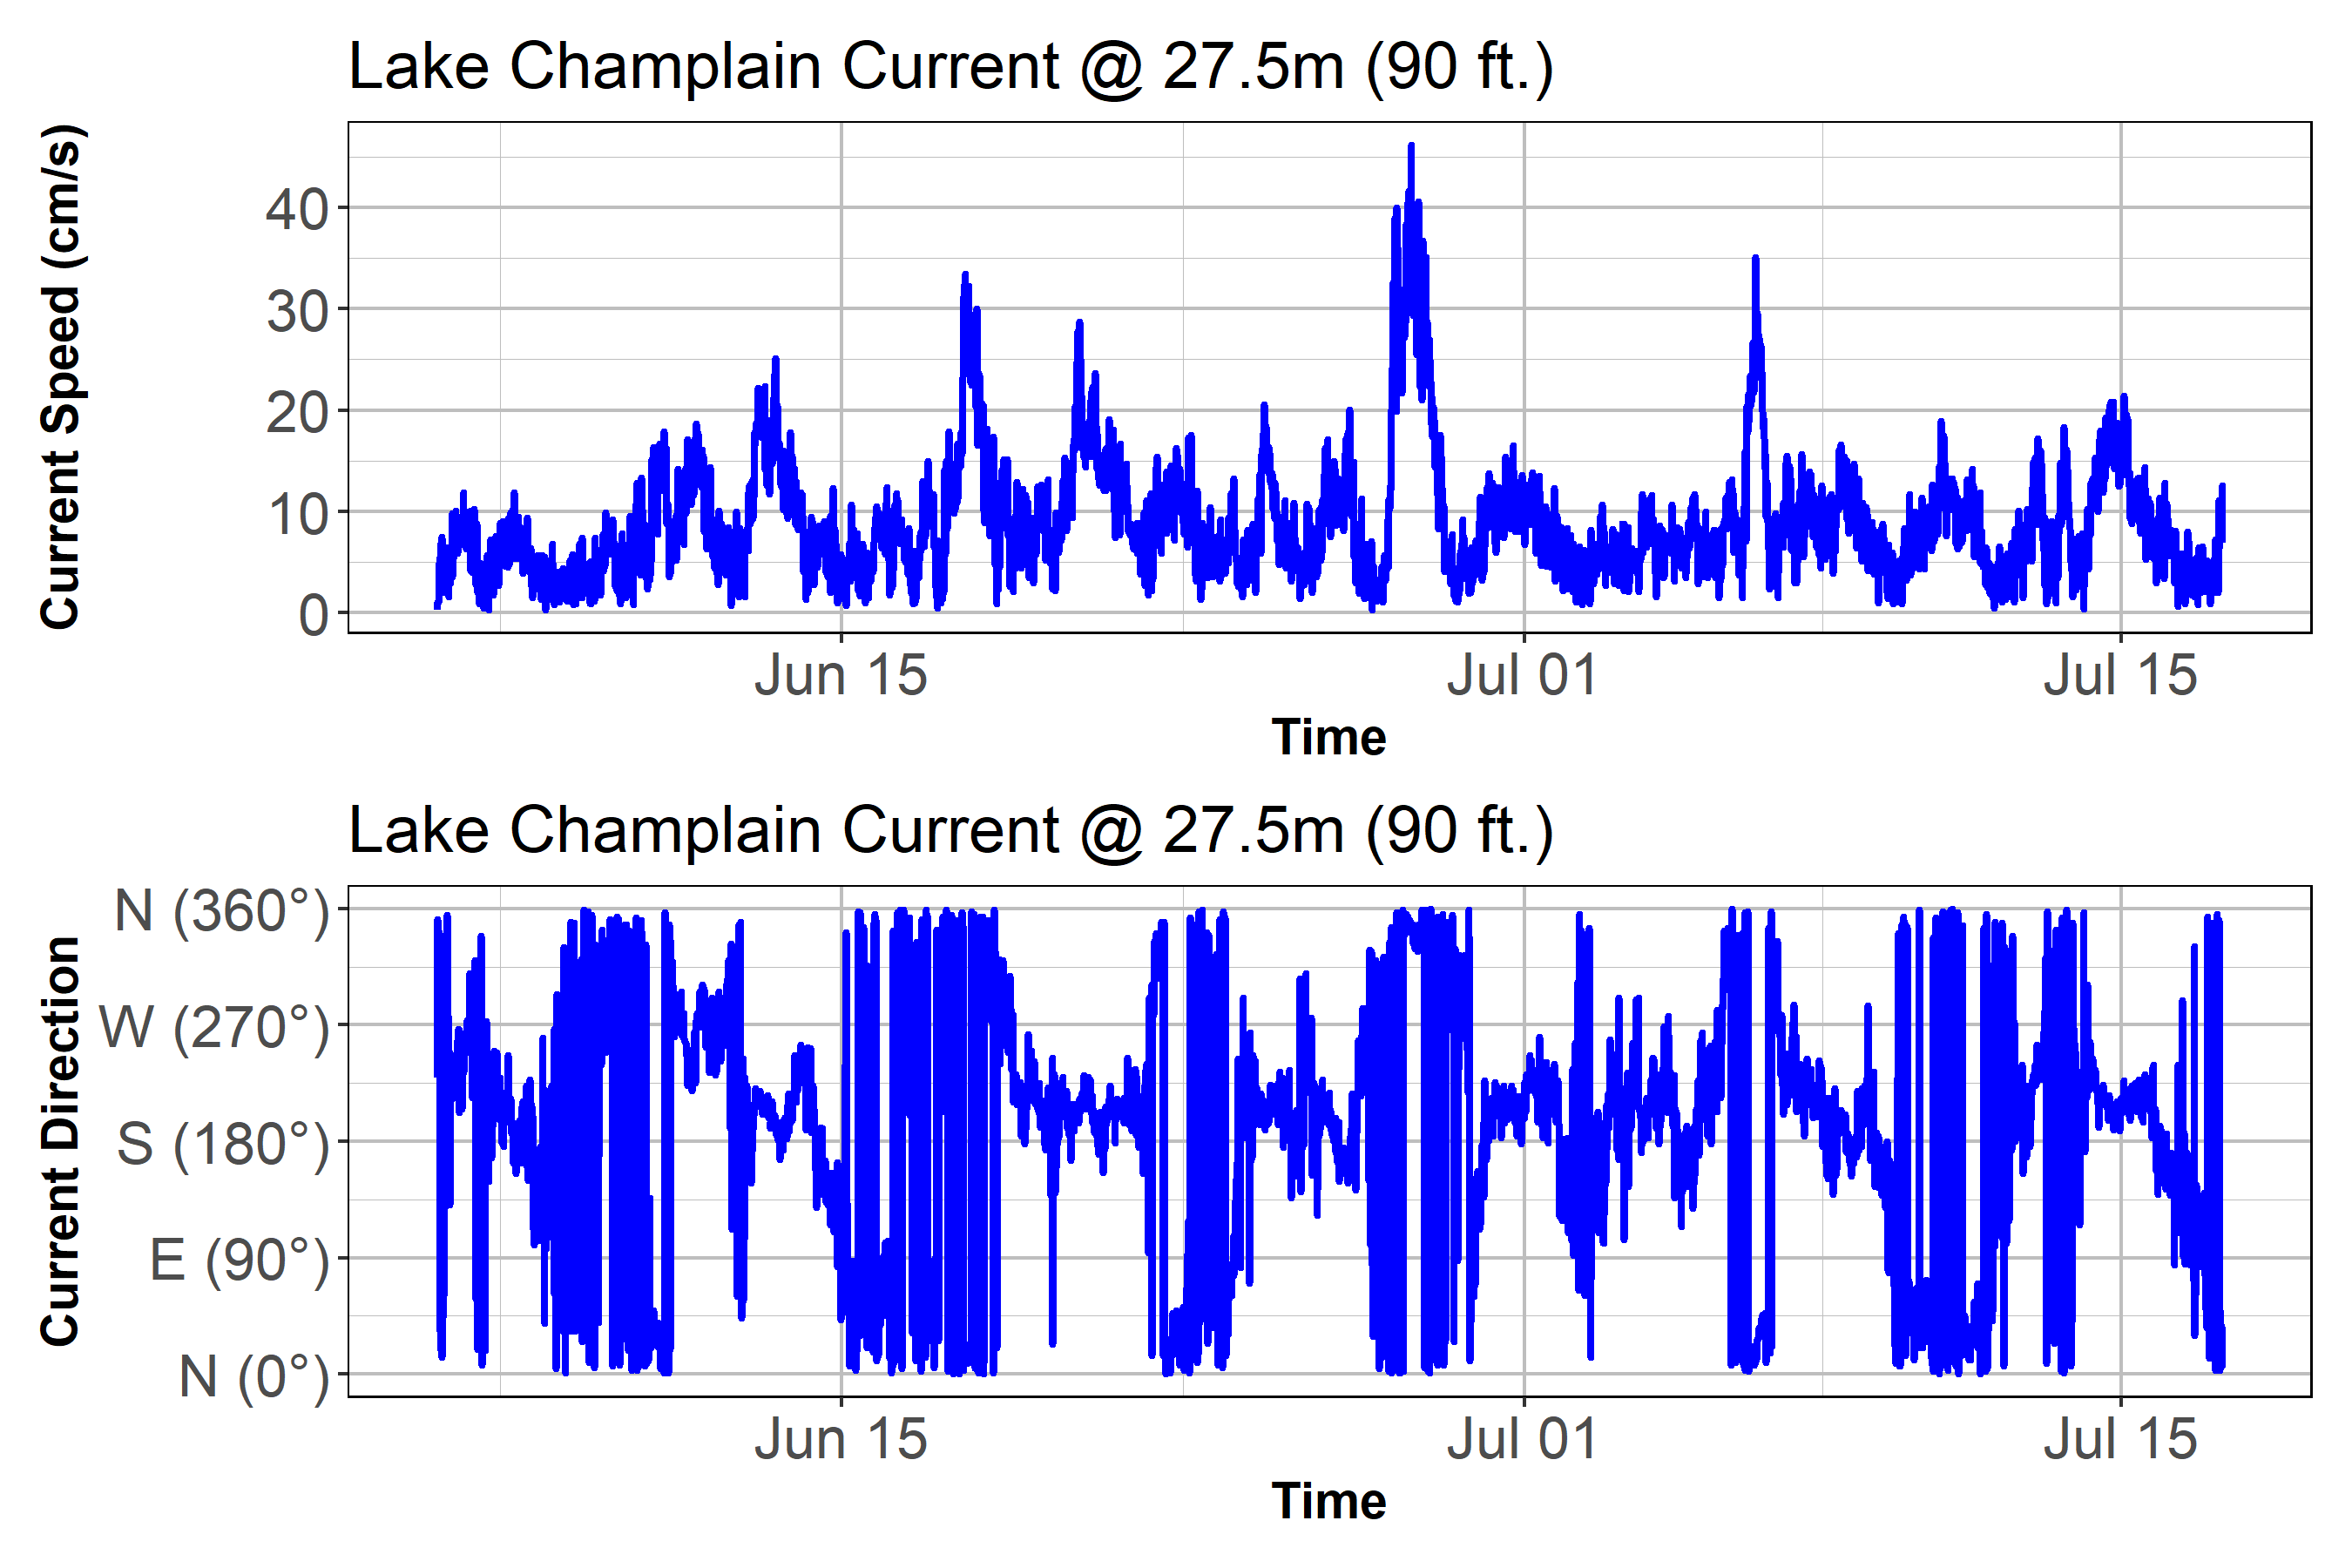 Lake Champlain Current @ 27.5m (90 ft.)
Current Speed (cm/s)
40
30
20
10
0
Jun 15 Jul 01 Jul 15
Time
Lake Champlain Current @ 27.5m (90 ft.)
Current Direction
N (360°)
W (270°)
S (180°)
E (90°)
N (0°)
Jun 15 Jul 01 Jul 15
Time